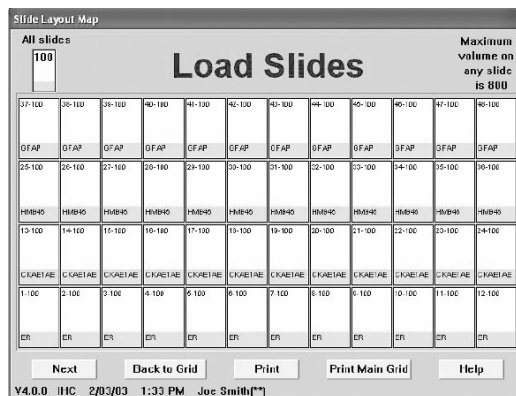 Slide Layout Map
All slides
100
Load Slides
Maximum
volume on
any slide
is 800
37-100 38-100 39-100 40-100 41-100 42-100 43-100 44-100 45-100 46-100 47-100 48-100
GFAP GFAP GFAP GFAP GFAP GFAP GFAP GFAP GFAP GFAP GFAP GFAP
25-100 26-100 27-100 28-100 29-100 30-100 31-100 32-100 33-100 34-100 35-100 36-100
HMB45 HMB45 HMB45 HMB45 HMB45 HMB45 HMB45 HMB45 HMB45 HMB45 HMB45 HMB45
13-100 14-100 15-100 16-100 17-100 18-100 19-100 20-100 21-100 22-100 23-100 24-100
CKAE1AE CKAE1AE CKAE1AE CKAE1AE CKAE1AE CKAE1AE CKAE1AE CKAE1AE CKAE1AE CKAE1AE CKAE1AE CKAE1AE
1-100 2-100 3-100 4-100 5-100 6-100 7-100 8-100 9-100 10-100 11-100 12-100
ER ER ER ER ER ER ER ER ER ER ER ER
Next Back to Grid Print Print Main Grid Help
V4.0.0 IHC 2/03/03 1:33 PM Joe Smith(**)